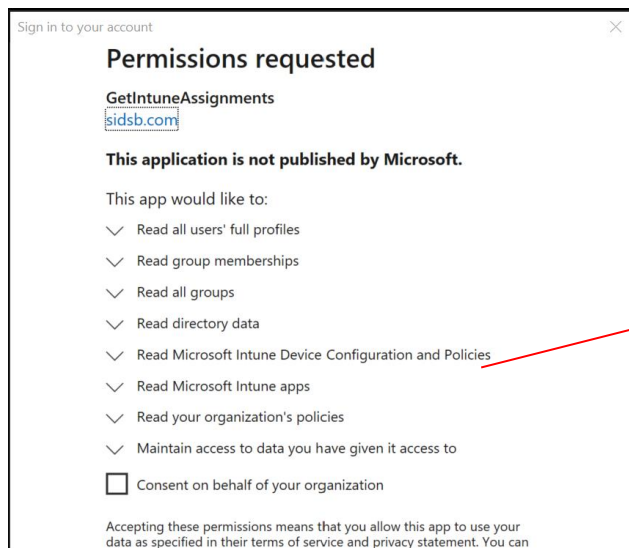 Sign in to your account
Permissions requested
GetIntuneAssignments
sidsb.com
This application is not published by Microsoft.
This app would like to:
Read all users' full profiles
Read group memberships
Read all groups
Read directory data
Read Microsoft Intune Device Configuration and Policies
Read Microsoft Intune apps
Read your organization's policies
Maintain access to data you have given it access to
Consent on behalf of your organization
Accepting these permissions means that you allow this app to use your
data as specified in their terms of service and privacy statement. You can